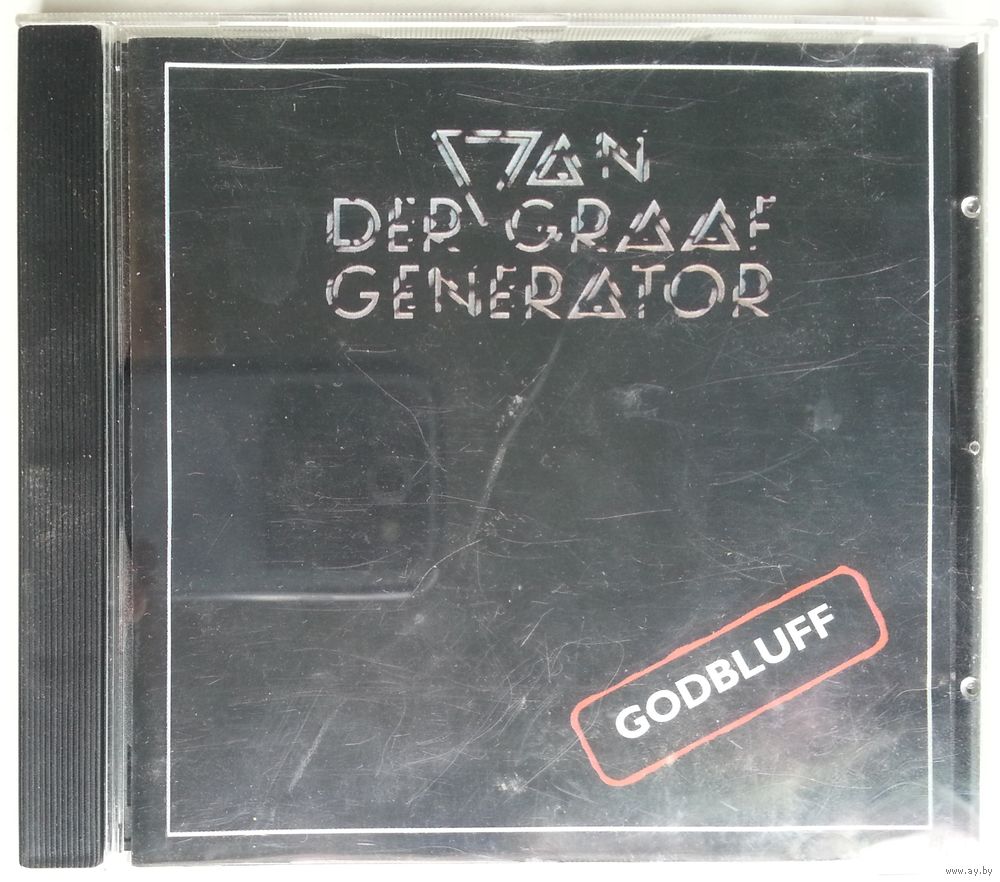 VAN
DER GRAAF
GENERATOR
GODBLUFF
www.ay.by